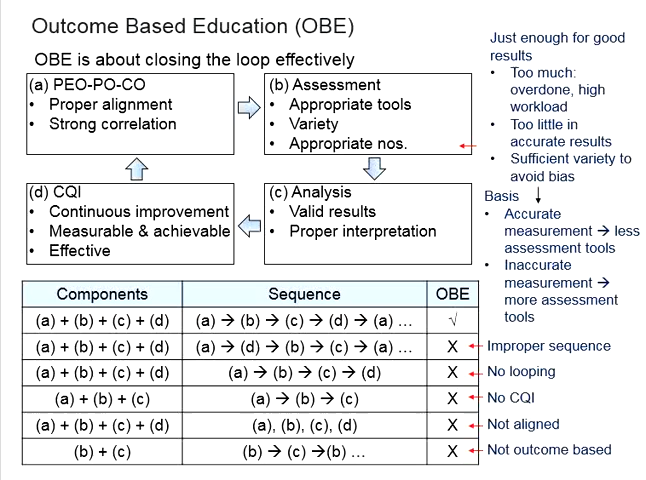 Outcome Based Education (OBE)
OBE is about closing the loop effectively
(a) PEO-PO-CO
• Proper alignment
• Strong correlation
(b) Assessment
• Appropriate tools
• Variety
• Appropriate nos.
(d) CQI
• Continuous improvement
• Measurable & achievable
• Effective
(c) Analysis
• Valid results
• Proper interpretation
Just enough for good
results
• Too much:
overdone, high
workload
• Too little in
accurate results
• Sufficient variety to
avoid bias
Basis
• Accurate
measurement → less
assessment tools
• Inaccurate
measurement →
more assessment
tools
Components Sequence OBE
(a) + (b) + (c) + (d) (a) → (b) → (c) → (d) → (a) ... √
(a) + (b) + (c) + (d) (a) → (d) → (b) → (c) → (a) ... X Improper sequence
(a) + (b) + (c) + (d) (a) → (b) → (c) → (d) X No looping
(a) + (b) + (c) (a) → (b) → (c) X No CQI
(a) + (b) + (c) + (d) (a), (b), (c), (d) X Not aligned
(b) + (c) (b) → (c) →(b) ... X Not outcome based